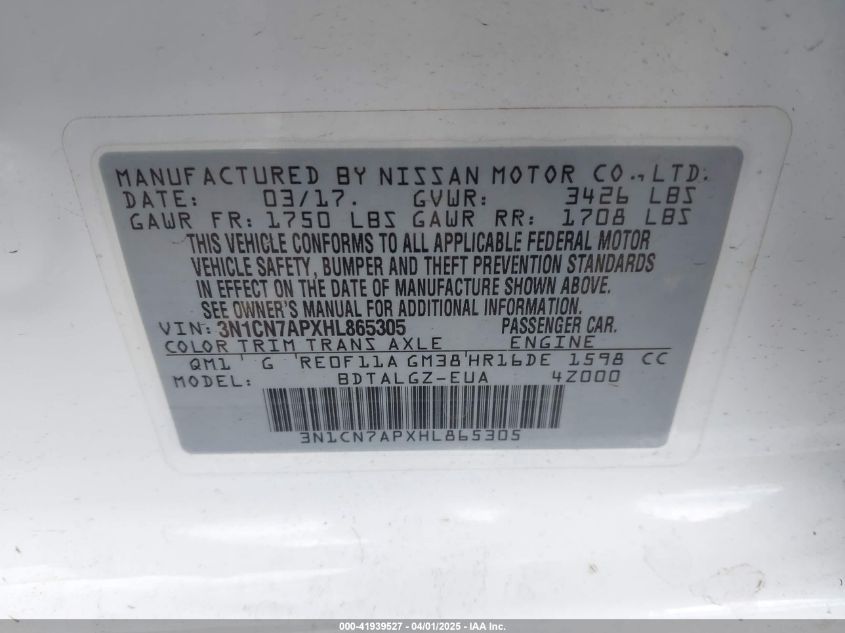 MANUFACTURED BY NISSAN MOTOR CO.,LTD.
DATE: 03/17. GVWR: 3426 LBS
GAWR FR: 1750 LBS GAWR RR: 1708 LBS
THIS VEHICLE CONFORMS TO ALL APPLICABLE FEDERAL MOTOR
VEHICLE SAFETY, BUMPER AND THEFT PREVENTION STANDARDS
IN EFFECT ON THE DATE OF MANUFACTURE SHOWN ABOVE.
SEE OWNER'S MANUAL FOR ADDITIONAL INFORMATION.
VIN: 3N1CN7APXHL865305 PASSENGER CAR.
COLOR TRIM TRANS AXLE ENGINE
QM1 ' G 'RE0F11A GM38'HR16DE 1598 CC
MODEL: BDTALGZ-EUA 4Z000
3N1CN7APXHL865305
000-41939527 - 04/01/2025 - IAA Inc.